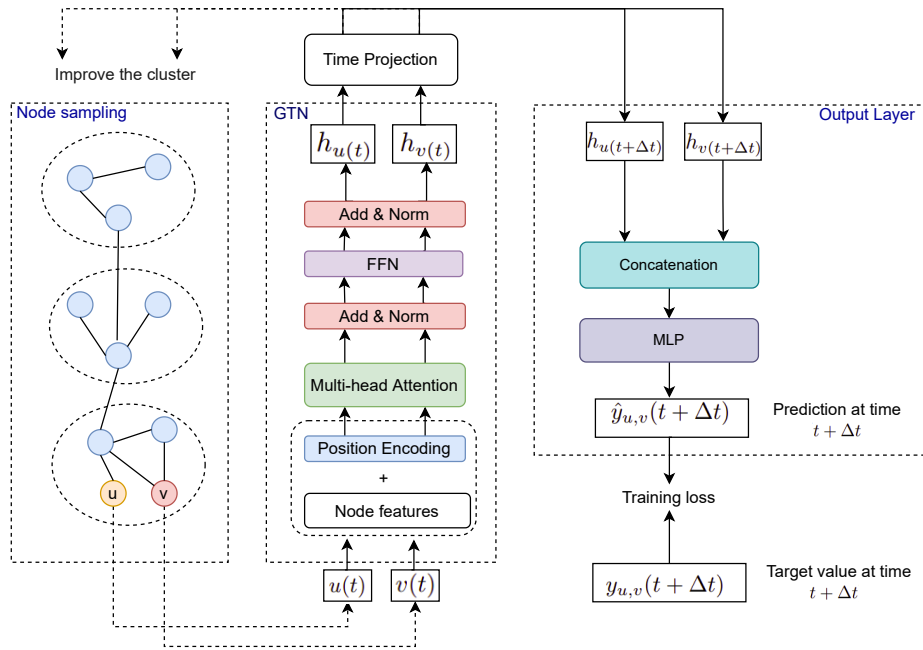 Time Projection
Improve the cluster
Node sampling
GTN
Output Layer
h_{u(t)}
h_{v(t)}
h_{u(t+Δt)}
h_{v(t+Δt)}
Add & Norm
FFN
Concatenation
Add & Norm
MLP
Multi-head Attention
ŷ_{u,v}(t + Δt)
Prediction at time
t + Δt
Position Encoding
+
Node features
u
v
Training loss
u(t)
v(t)
y_{u,v}(t + Δt)
Target value at time
t + Δt